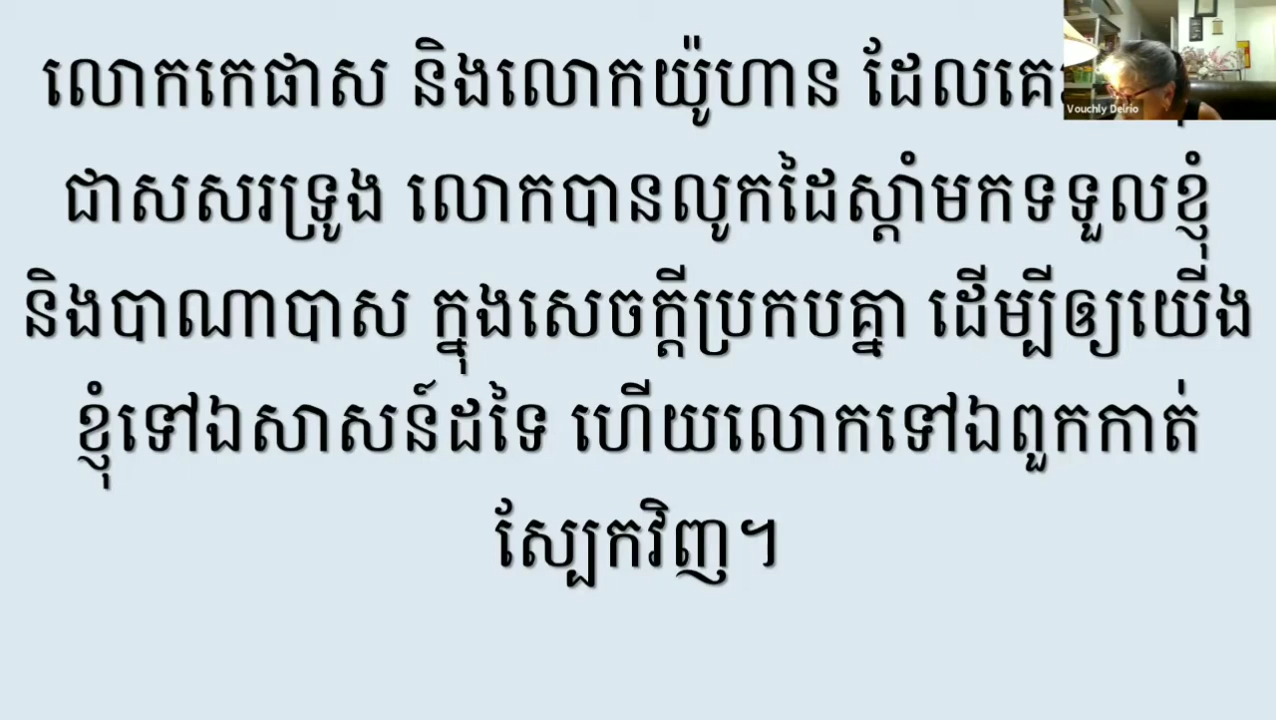 លោកកេផាស និងលោកយ៉ូហាន ដែលគេ
Vouchly Delrio
ជាសសរទ្រូង លោកបានលូកដៃស្តាំមកទទួលខ្ញុំ
និងបាណាបាស ក្នុងសេចក្តីប្រកបគ្នា ដើម្បីឲ្យយើង
ខ្ញុំទៅឯសាសន៍ដទៃ ហើយលោកទៅឯពួកកាត់
ស្បែកវិញ។